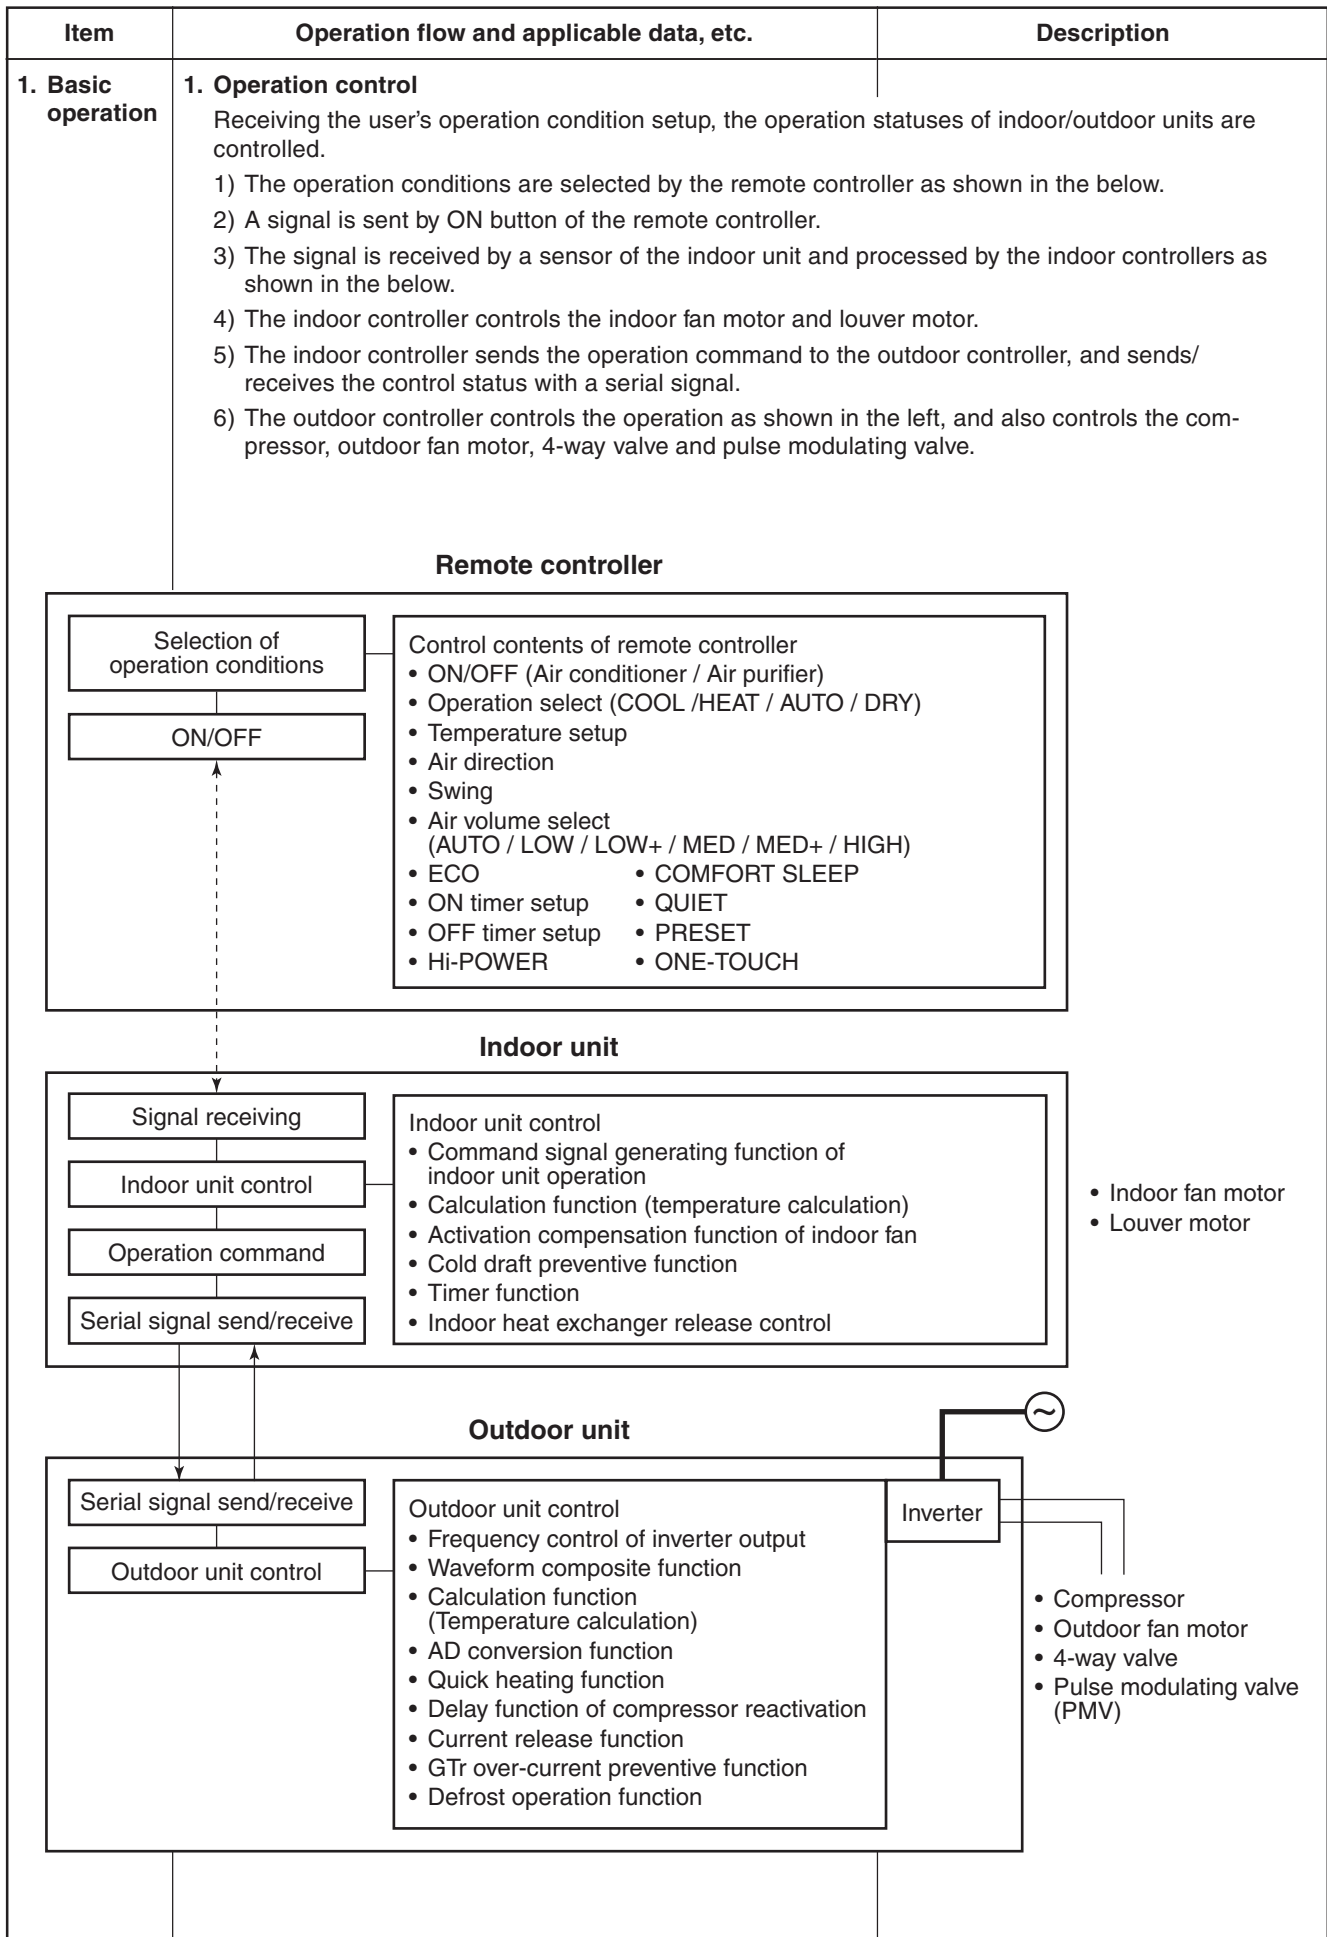 Item
Operation flow and applicable data, etc.
Description
1. Basic
operation
1. Operation control
Receiving the user's operation condition setup, the operation statuses of indoor/outdoor units are
controlled.
1) The operation conditions are selected by the remote controller as shown in the below.
2) A signal is sent by ON button of the remote controller.
3) The signal is received by a sensor of the indoor unit and processed by the indoor controllers as
shown in the below.
4) The indoor controller controls the indoor fan motor and louver motor.
5) The indoor controller sends the operation command to the outdoor controller, and sends/
receives the control status with a serial signal.
6) The outdoor controller controls the operation as shown in the left, and also controls the com-
pressor, outdoor fan motor, 4-way valve and pulse modulating valve.
Remote controller
Selection of
operation conditions
ON/OFF
Control contents of remote controller
• ON/OFF (Air conditioner / Air purifier)
• Operation select (COOL /HEAT / AUTO / DRY)
• Temperature setup
• Air direction
• Swing
• Air volume select
(AUTO / LOW / LOW+ / MED / MED+ / HIGH)
• ECO • COMFORT SLEEP
• ON timer setup • QUIET
• OFF timer setup • PRESET
• Hi-POWER • ONE-TOUCH
Indoor unit
Signal receiving
Indoor unit control
Operation command
Serial signal send/receive
Indoor unit control
• Command signal generating function of
indoor unit operation
• Calculation function (temperature calculation)
• Activation compensation function of indoor fan
• Cold draft preventive function
• Timer function
• Indoor heat exchanger release control
• Indoor fan motor
• Louver motor
Outdoor unit
~
Serial signal send/receive
Outdoor unit control
Outdoor unit control
• Frequency control of inverter output
• Waveform composite function
• Calculation function
(Temperature calculation)
• AD conversion function
• Quick heating function
• Delay function of compressor reactivation
• Current release function
• GTr over-current preventive function
• Defrost operation function
Inverter
• Compressor
• Outdoor fan motor
• 4-way valve
• Pulse modulating valve
(PMV)